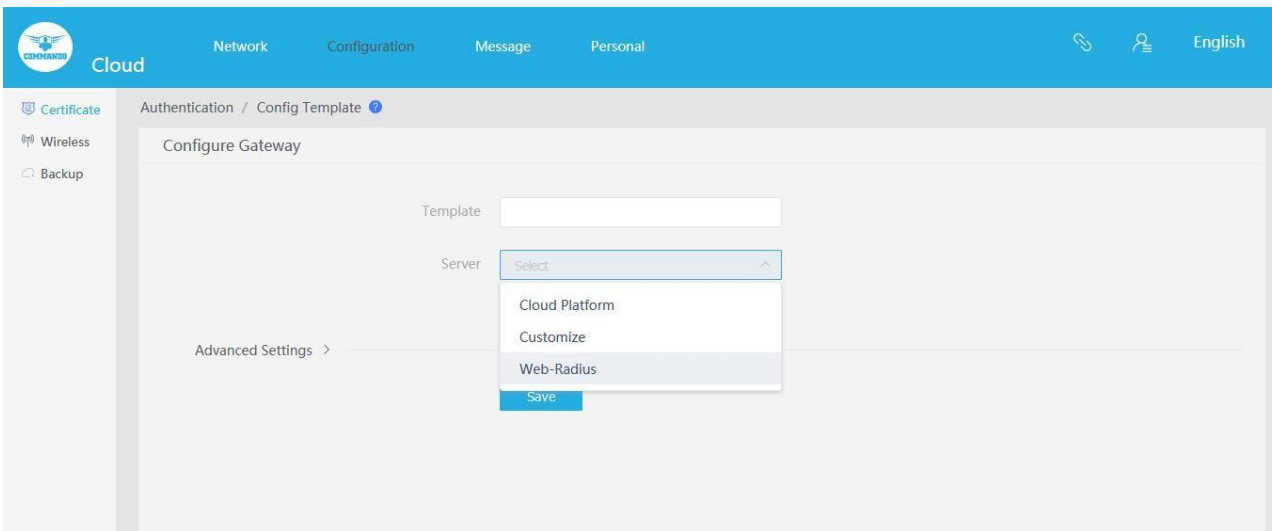 COMMANDO
Cloud
Network Configuration Message Personal English
Certificate
Wireless
Backup
Authentication / Config Template ?
Configure Gateway
Template
Server Select
Cloud Platform
Customize
Web-Radius
Advanced Settings >
Save